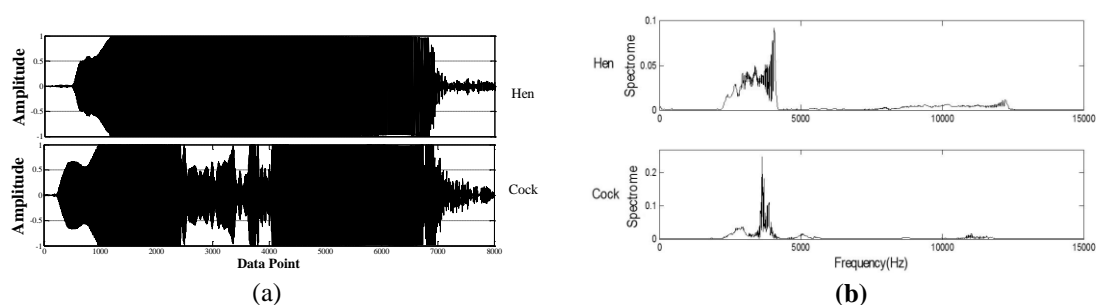 Amplitude
1
0.5
0
-0.5
-1
Hen
Amplitude
1
0.5
0
-0.5
-1
Cock
0 1000 2000 3000 4000 5000 6000 7000 8000
Data Point
(a)
Hen
Spectrome
0.1
0.05
0
0 5000 10000 15000
Cock
Spectrome
0.2
0.1
0
0 5000 10000 15000
Frequency(Hz)
(b)